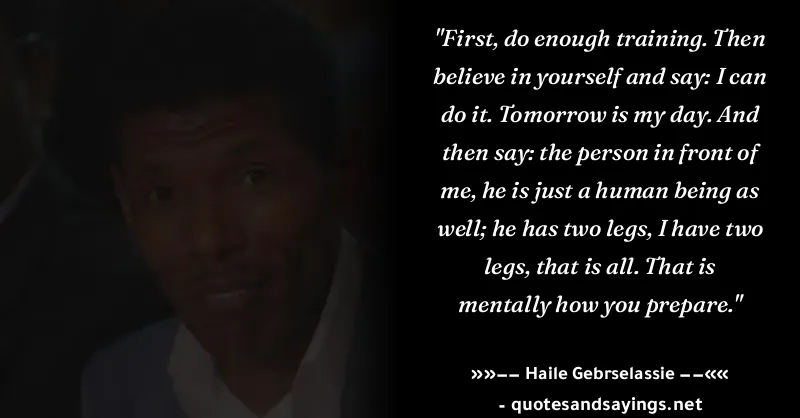 "First, do enough training. Then
believe in yourself and say: I can
do it. Tomorrow is my day. And
then say: the person in front of
me, he is just a human being as
well; he has two legs, I have two
legs, that is all. That is
mentally how you prepare."
»»−− Haile Gebrselassie −−««
- quotesandsayings.net